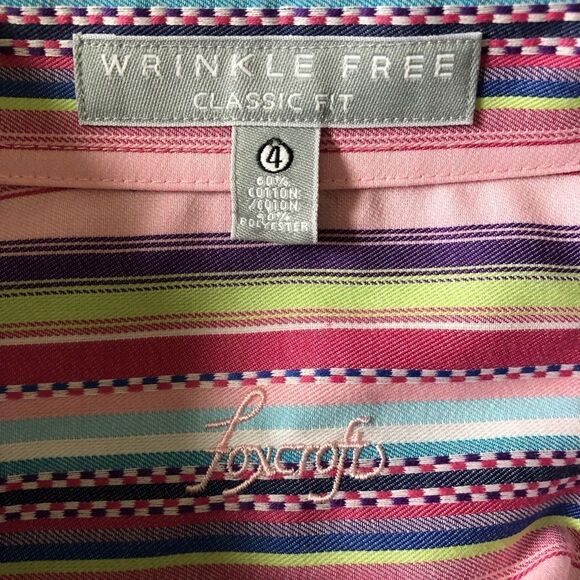 WRINKLE FREE
CLASSIC FIT
4
60%
COTTON
/COTON
40%
POLYESTER
foxcroft